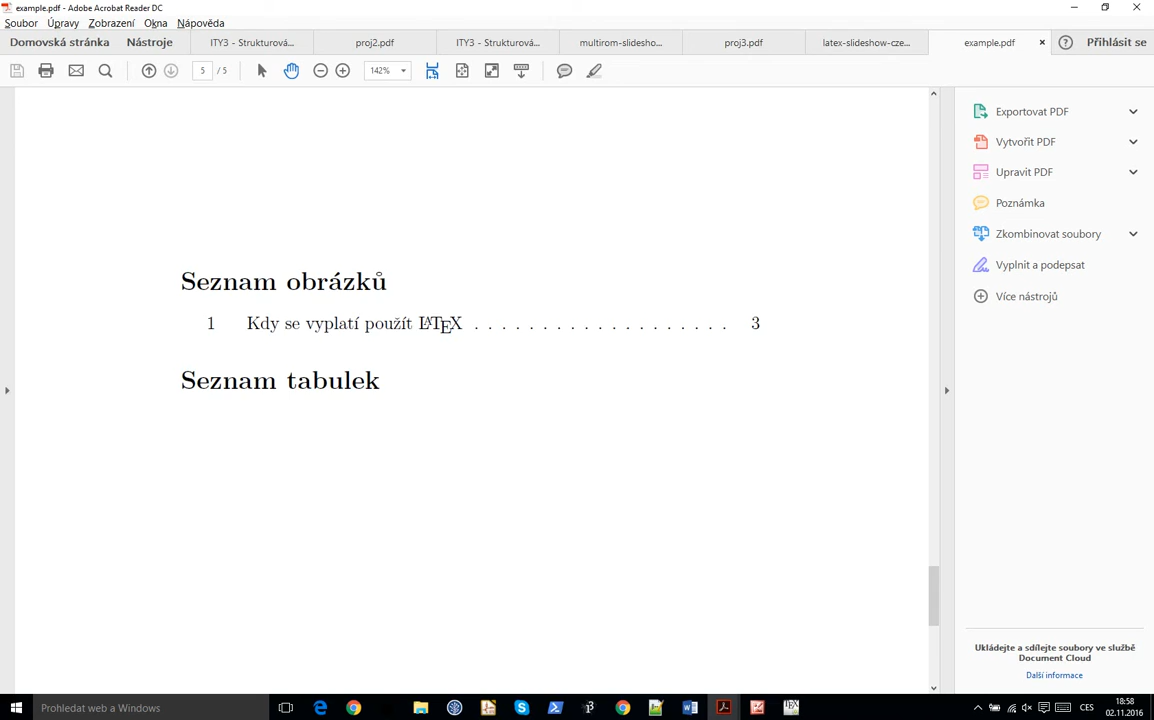 example.pdf - Adobe Acrobat Reader DC
Soubor Úpravy Zobrazení Okna Nápověda
Domovská stránka Nástroje ITY3 - Strukturová... proj2.pdf ITY3 - Strukturová... multirom-slidesho... proj3.pdf latex-slideshow-cze... example.pdf × ? Přihlásit se
5 / 5 142%
Exportovat PDF
Vytvořit PDF
Upravit PDF
Poznámka
Zkombinovat soubory
Vyplnit a podepsat
Více nástrojů
Seznam obrázků
1 Kdy se vyplatí použít LATEX . . . . . . . . . . . . . . . . . . . 3
Seznam tabulek
Ukládejte a sdílejte soubory ve službě
Document Cloud
Další informace
Prohledat web a Windows
CES
18:58
02.11.2016